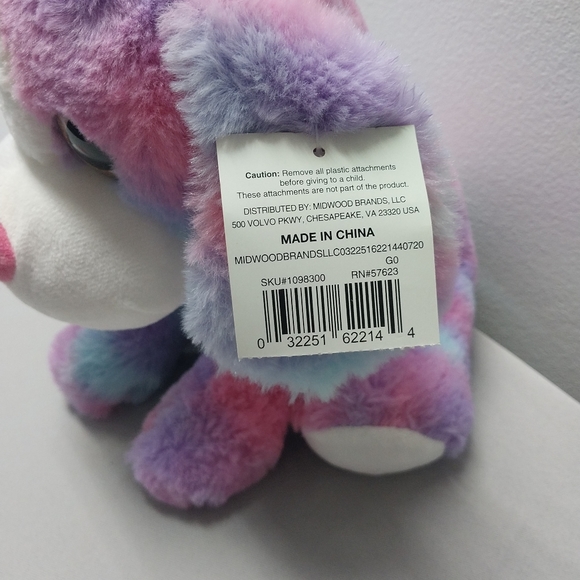 Caution: Remove all plastic attachments
before giving to a child.
These attachments are not part of the product.
DISTRIBUTED BY: MIDWOOD BRANDS, LLC
500 VOLVO PKWY, CHESAPEAKE, VA 23320 USA
MADE IN CHINA
MIDWOODBRANDSLLC0322516221440720
G0
SKU#1098300 RN#57623
0 32251 62214 4